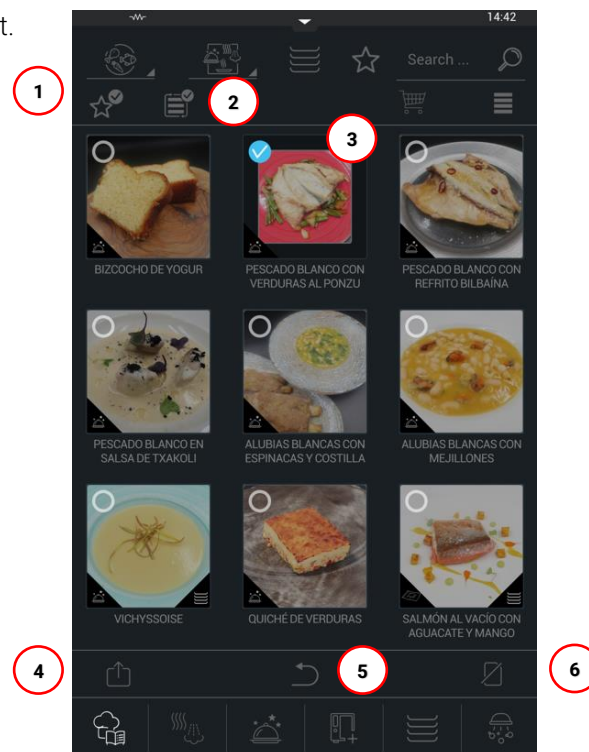 t.
14:42
Search ...
1
2
3
BIZCOCHO DE YOGUR
PESCADO BLANCO CON
VERDURAS AL PONZU
PESCADO BLANCO CON
REFRITO BILBAÍNA
PESCADO BLANCO EN
SALSA DE TXAKOLI
ALUBIAS BLANCAS CON
ESPINACAS Y COSTILLA
ALUBIAS BLANCAS CON
MEJILLONES
VICHYSSOISE
QUICHÉ DE VERDURAS
SALMÓN AL VACÍO CON
AGUACATE Y MANGO
4
5
6